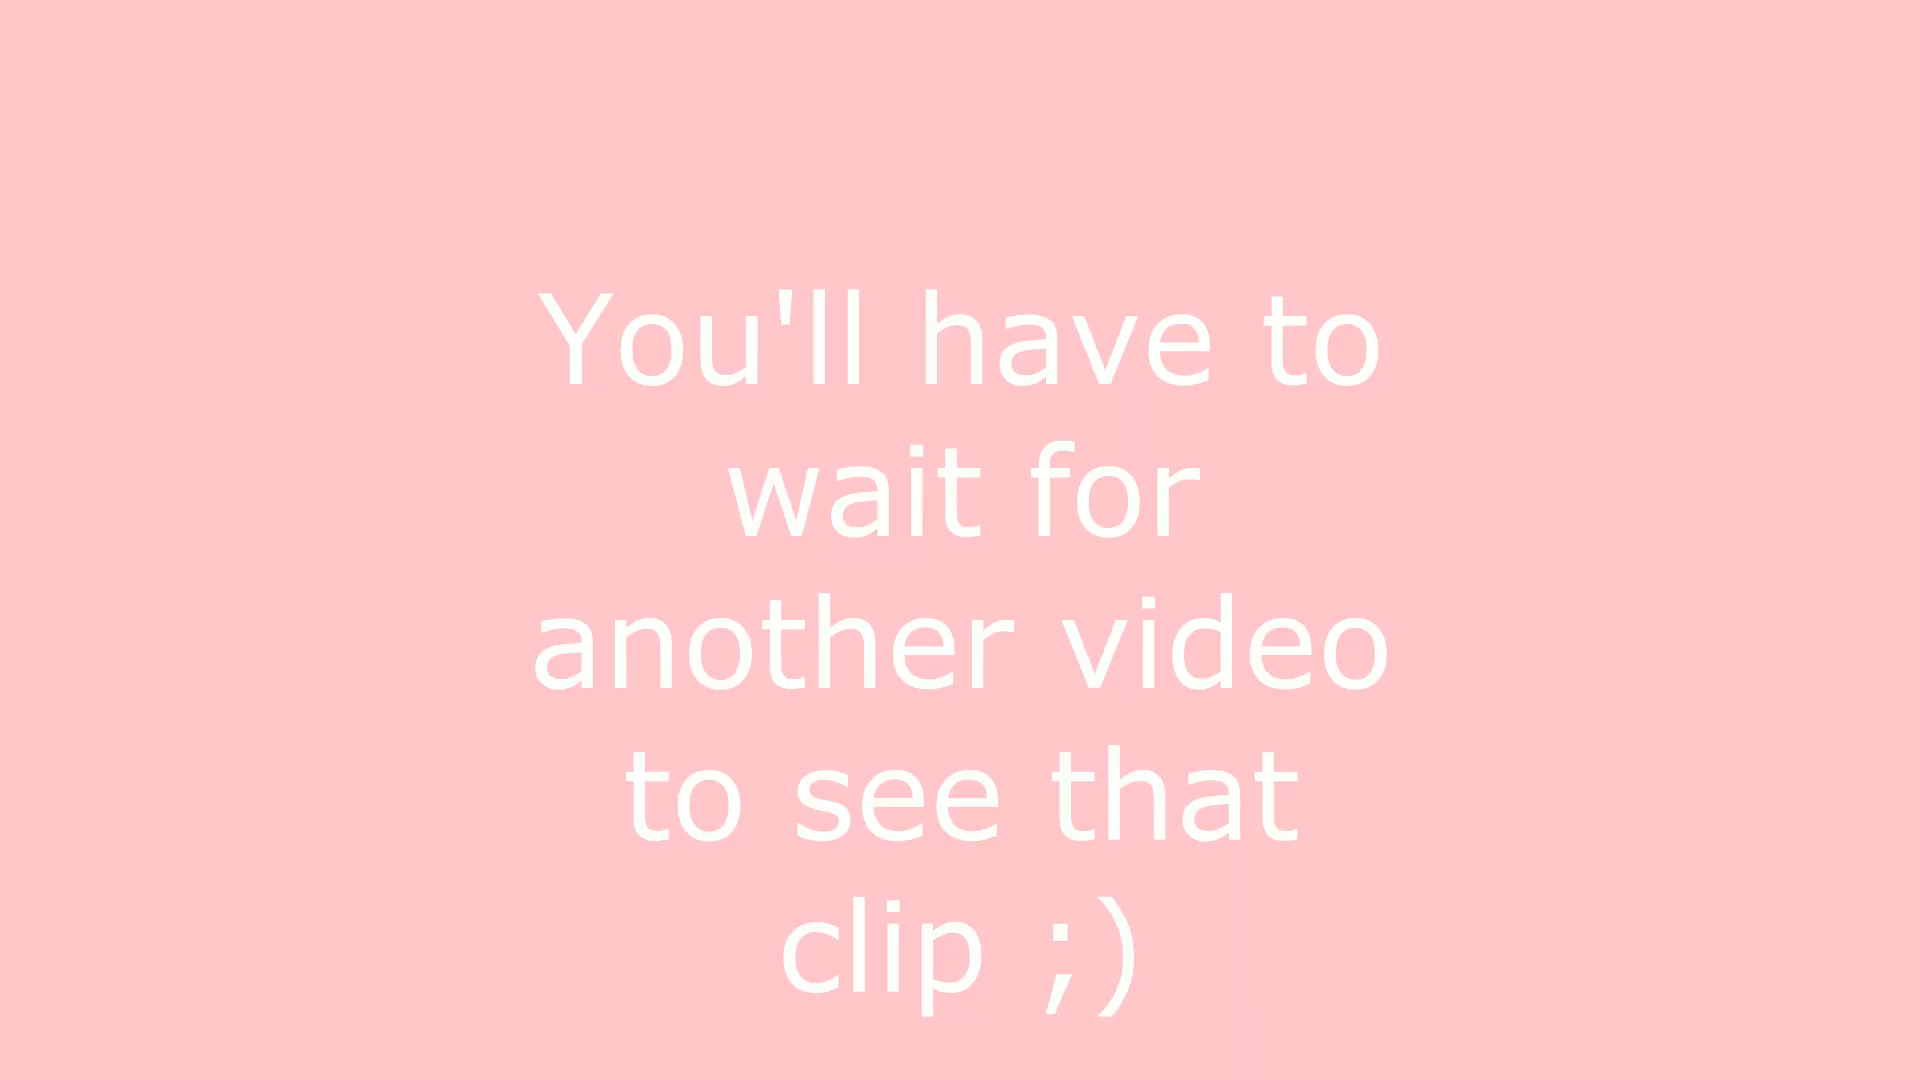 You'll have to
wait for
another video
to see that
clip ;)